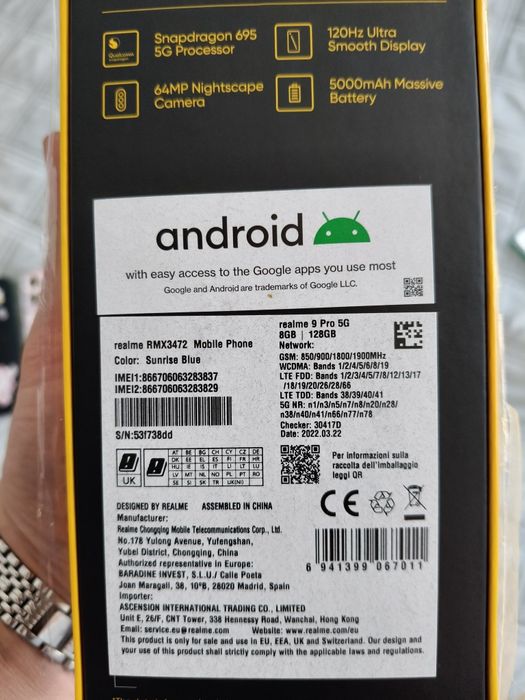 Snapdragon 695
5G Processor
120Hz Ultra
Smooth Display
Qualcomm
snapdragon
64MP Nightscape
Camera
5000mAh Massive
Battery
android
with easy access to the Google apps you use most
Google and Android are trademarks of Google LLC.
realme RMX3472 Mobile Phone
Color: Sunrise Blue
IMEI1:866706063283837
IMEI2:866706063283829
S/N:53f738dd
realme 9 Pro 5G
8GB | 128GB
Network:
GSM: 850/900/1800/1900MHz
WCDMA: Bands 1/2/4/5/6/8/19
LTE FDD: Bands 1/2/3/4/5/7/8/12/13/17
/18/19/20/26/28/66
LTE TDD: Bands 38/39/40/41
5G NR: n1/n3/n5/n7/n8/n20/n28/
n38/n40/n41/n66/n77/n78
Checker: 30417D
Date: 2022.03.22
UK
AT BE BG CH CY CZ DE
DK EE EL ES FI FR HR
HU IE IS IT LI LT LU
LV MT NL NO PL PT RO
SE SI SK TR UK(NI)
Per informazioni sulla
raccolta dell'imballaggio
leggi QR
DESIGNED BY REALME ASSEMBLED IN CHINA
Manufacturer:
Realme Chongqing Mobile Telecommunications Corp., Ltd.
No.178 Yulong Avenue, Yufengshan,
Yubei District, Chongqing, China
Authorized representative in Europe:
BARADINE INVEST, S.L.U./ Calle Poeta
Joan Maragall, 38, 10°B, 28020 Madrid, Spain
CE
6 941399 067011
Importer:
ASCENSION INTERNATIONAL TRADING CO., LIMITED
Unit E, 26/F, CNT Tower, 338 Hennessy Road, Wanchai, Hong Kong
Email: service.eu@realme.com Website: www.realme.com/eu
This product is only for sale and use in EU, EEA, UK and Switzerland. Our design and
your use of this product shall strictly comply with the applicable laws and regulations.